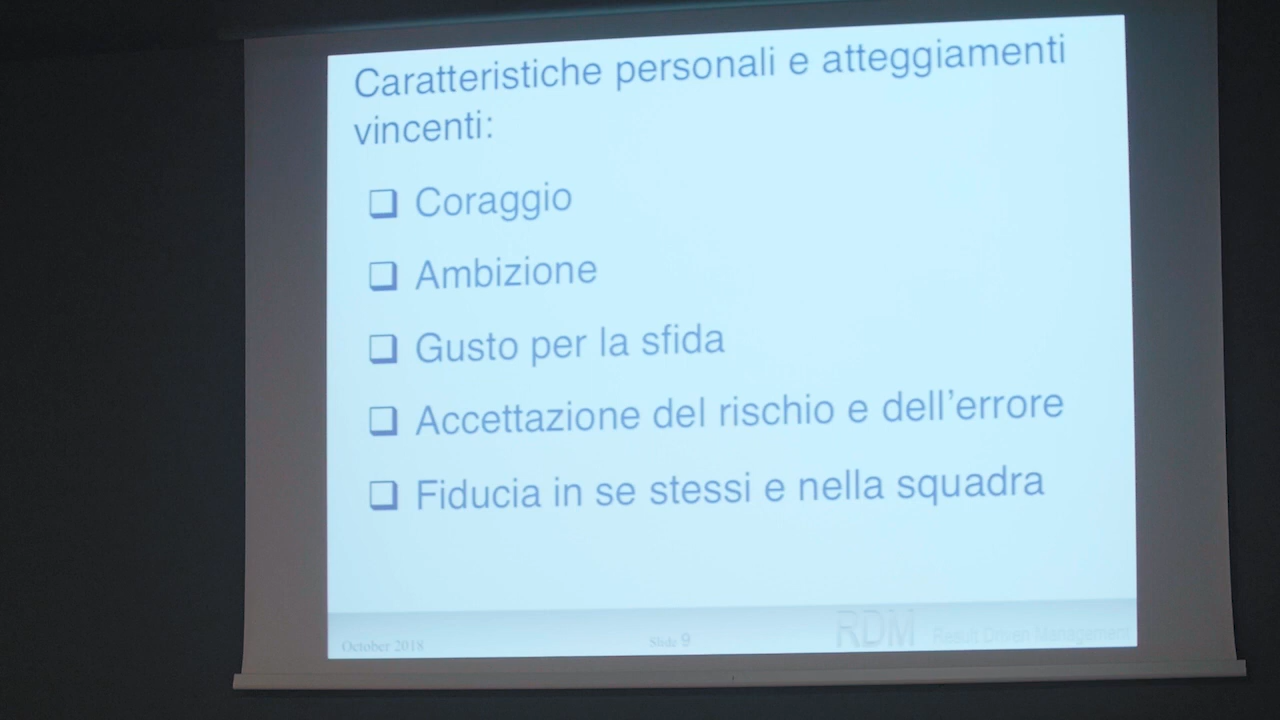 Caratteristiche personali e atteggiamenti
vincenti:
❑ Coraggio
❑ Ambizione
❑ Gusto per la sfida
❑ Accettazione del rischio e dell'errore
❑ Fiducia in se stessi e nella squadra
October 2018
Slide 9
RDM Result Driven Management